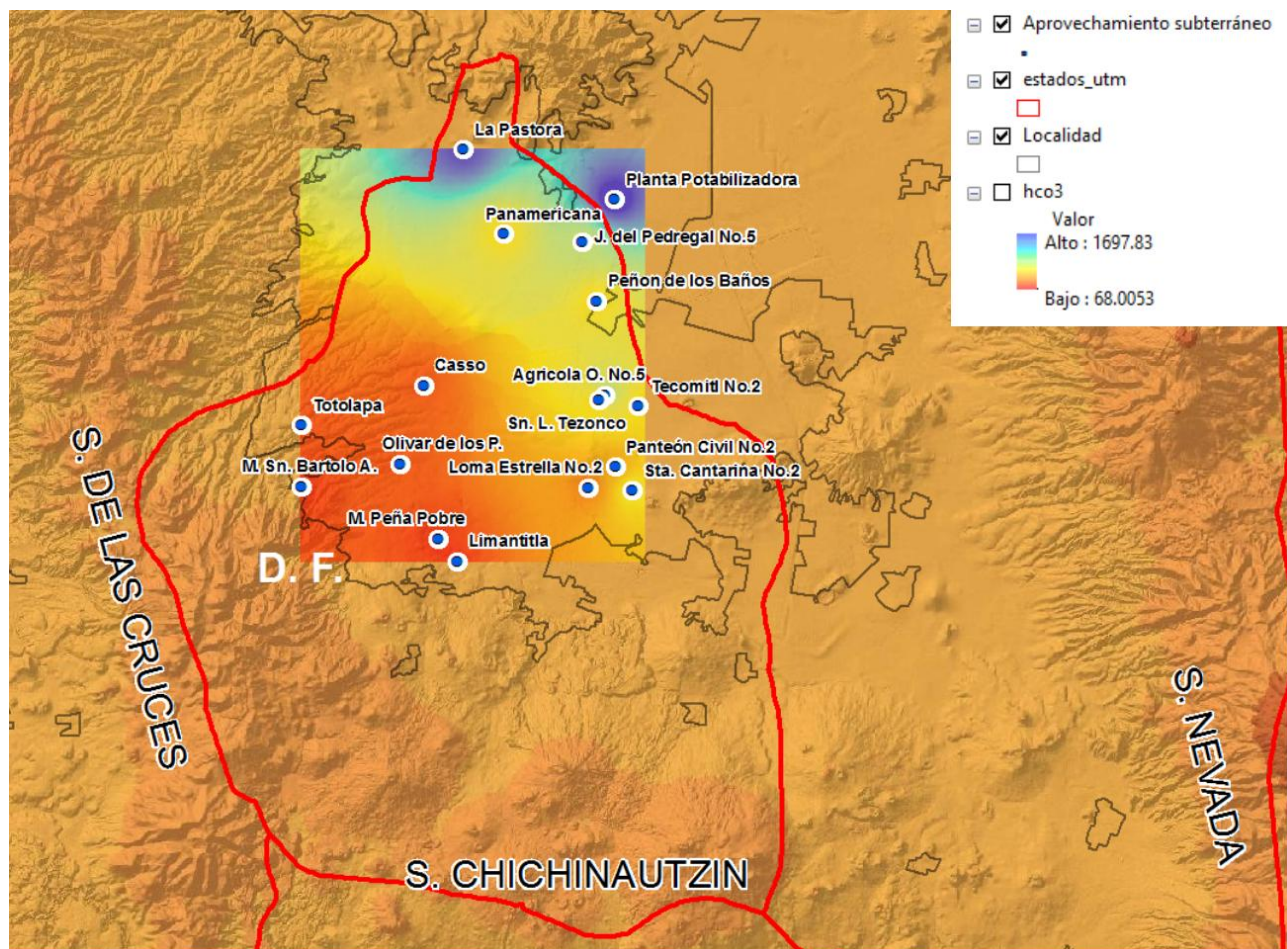 Aprovechamiento subterráneo
estados_utm
Localidad
hco3
Valor
Alto : 1697.83
Bajo : 68.0053
La Pastora
Planta Potabilizadora
Panamericana
J. del Pedregal No.5
Peñon de los Baños
Casso
Agricola O. No.5
Tecomitl No.2
Totolapa
Sn. L. Tezonco
Olivar de los P.
Panteón Civil No.2
M. Sn. Bartolo A.
Loma Estrella No.2
Sta. Cantariña No.2
M. Peña Pobre
Limantitla
D. F.
S. DE LAS CRUCES
S. NEVADA
S. CHICHINAUTZIN